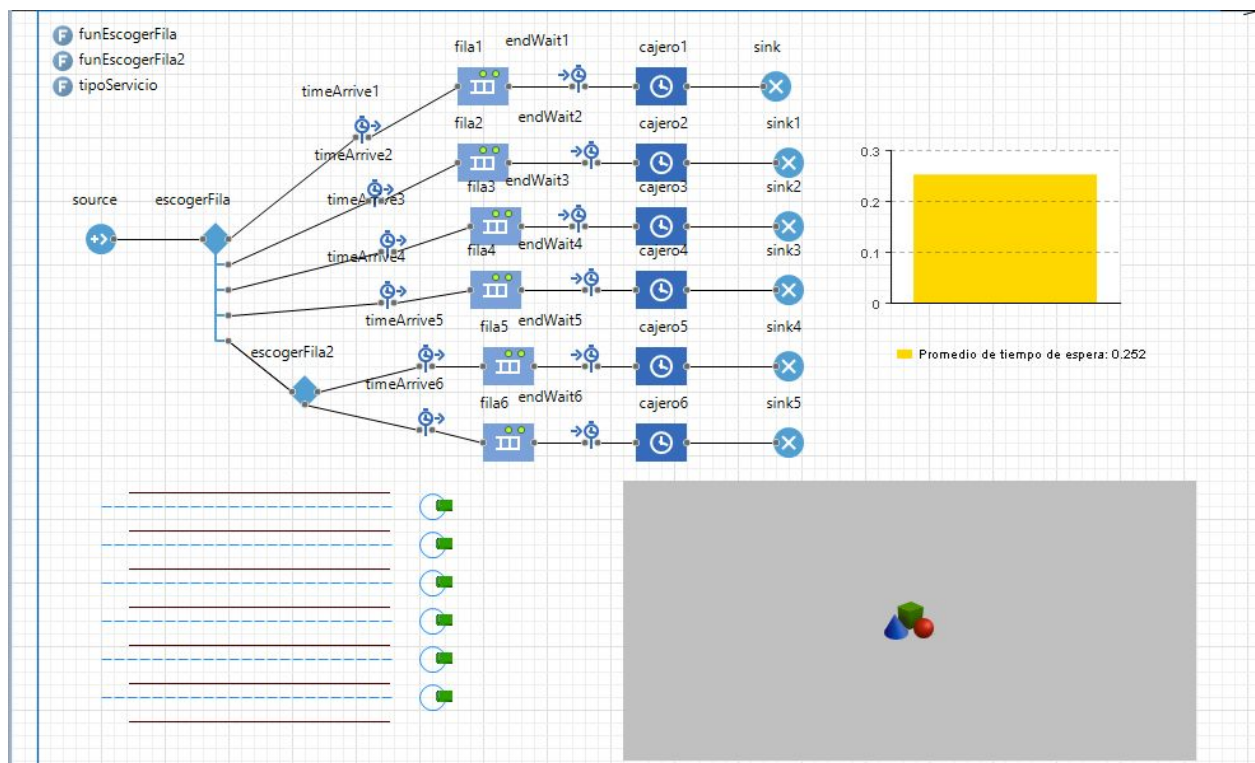 funEscogerFila
funEscogerFila2
tipoServicio
fila1
endWait1
cajero1
sink
timeArrive1
fila2
endWait2
cajero2
sink1
timeArrive2
fila3
endWait3
cajero3
sink2
source
escogerFila
timeArrive3
fila4
endWait4
cajero4
sink3
timeArrive4
timeArrive5
fila5
endWait5
cajero5
sink4
escogerFila2
timeArrive6
fila6
endWait6
cajero6
sink5
0.3
0.2
0.1
0
Promedio de tiempo de espera: 0.252